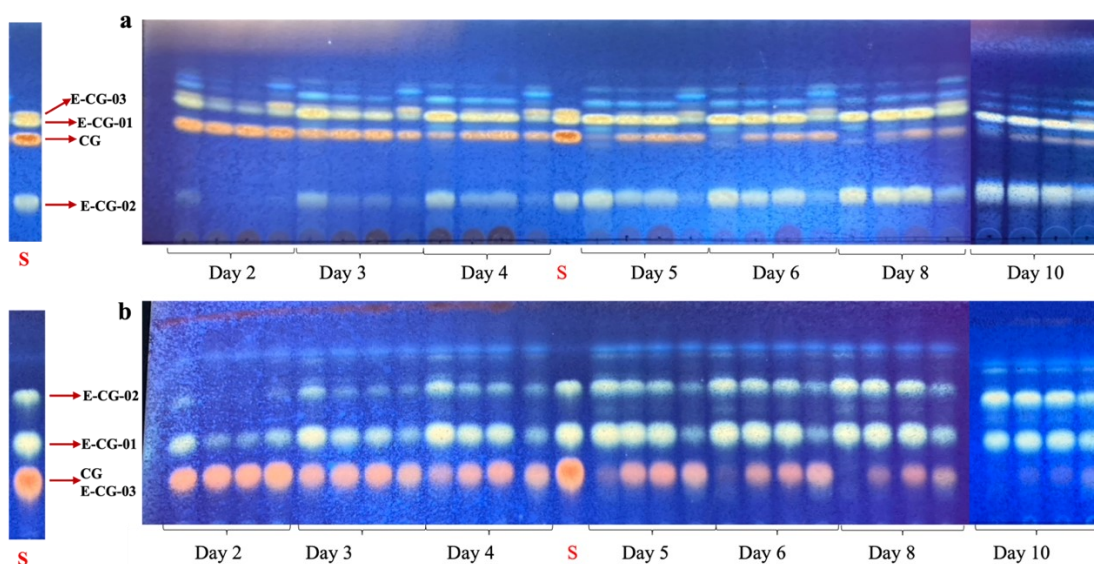 a
E-CG-03
E-CG-01
CG
E-CG-02
S
Day 2
Day 3
Day 4
S
Day 5
Day 6
Day 8
Day 10
b
E-CG-02
E-CG-01
CG
E-CG-03
S
Day 2
Day 3
Day 4
S
Day 5
Day 6
Day 8
Day 10